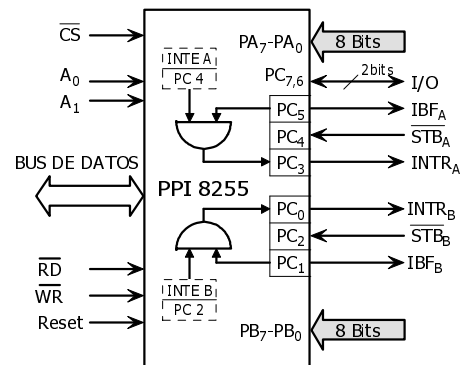 CS
A0
A1
BUS DE DATOS
RD
WR
Reset
INTE A
PC 4
PPI 8255
INTE B
PC 2
PA7-PA0
8 Bits
PC7,6
2bits
I/O
PC5
IBFA
PC4
STBA
PC3
INTRA
PC0
INTRB
PC2
STBB
PC1
IBFB
PB7-PB0
8 Bits